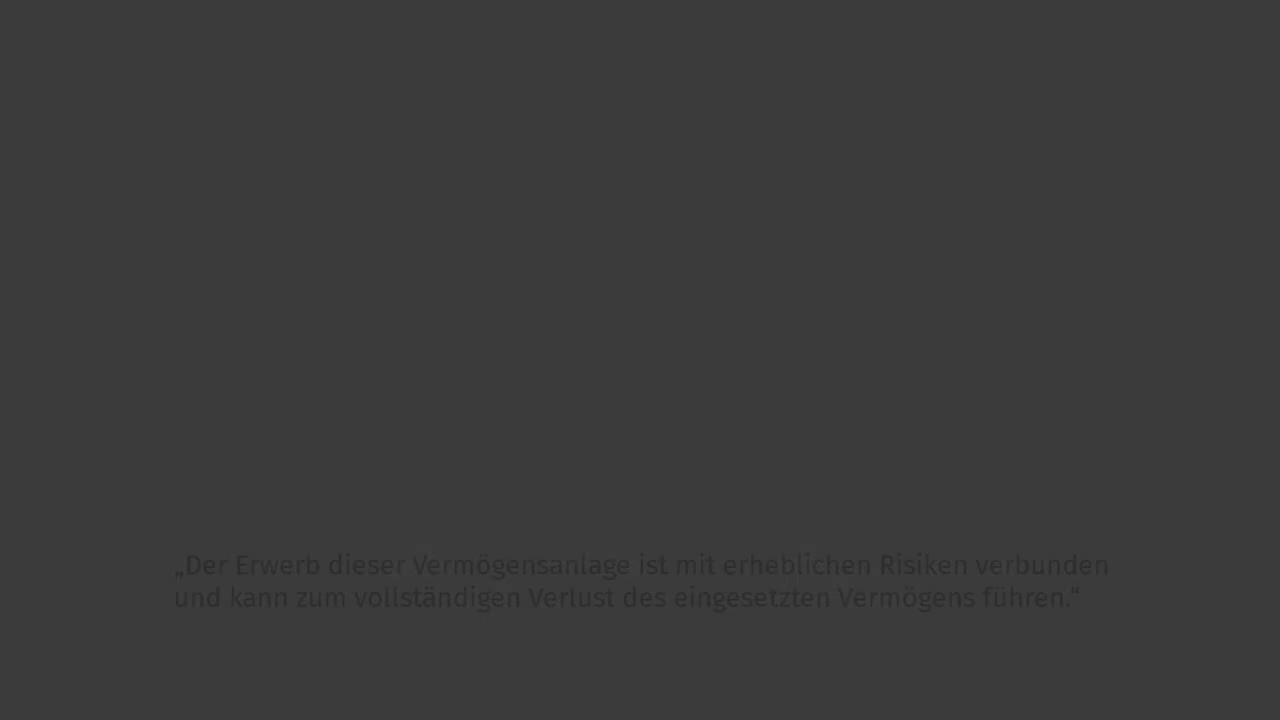 „Der Erwerb dieser Vermögensanlage ist mit erheblichen Risiken verbunden
und kann zum vollständigen Verlust des eingesetzten Vermögens führen.“